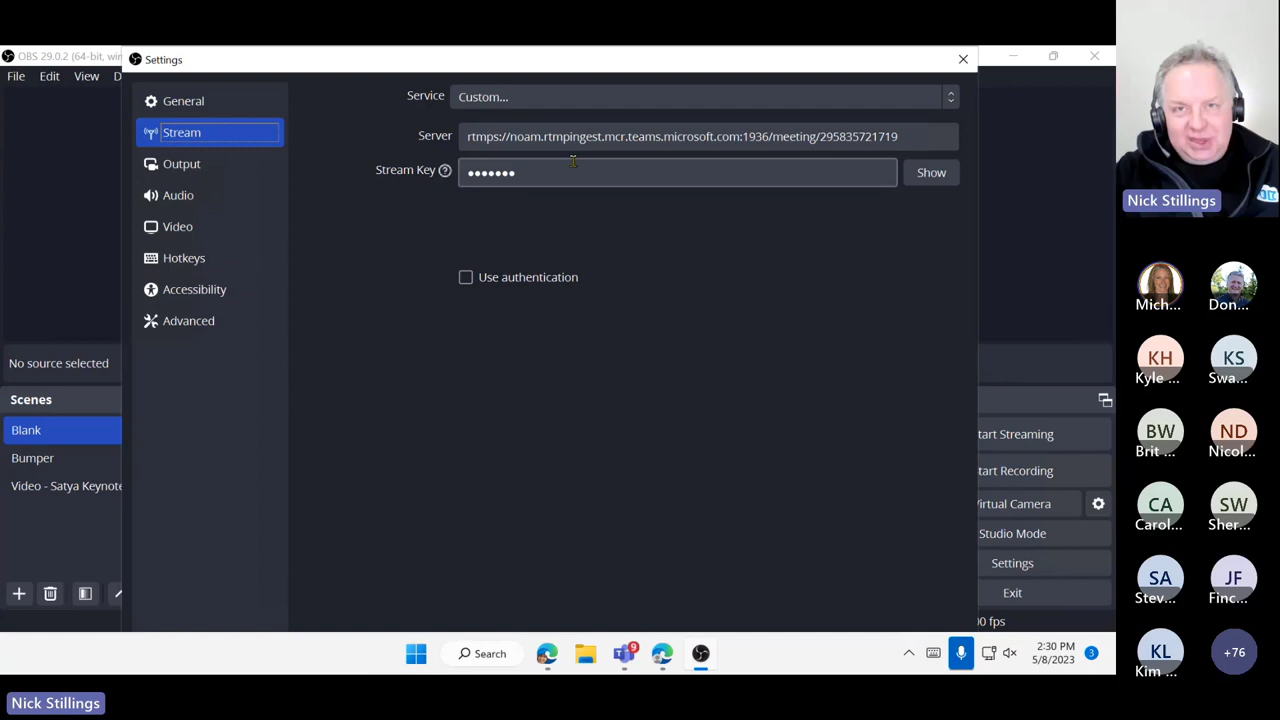 OBS 29.0.2 (64-bit, win
Settings
File Edit View D
General
Stream
Output
Audio
Video
Hotkeys
Accessibility
Advanced
Service Custom...
Server rtmps://noam.rtmpingest.mcr.teams.microsoft.com:1936/meeting/295835721719
Stream Key ●●●●●●● Show
Use authentication
No source selected
Scenes
Blank
Bumper
Video - Satya Keynote
tart Streaming
tart Recording
Virtual Camera
Studio Mode
Settings
Exit
00 fps
Search
9
2:30 PM
5/8/2023
3
Nick Stillings
Mich... Don...
KH KS
Kyle ... Swa...
BW ND
Brit ... Nicol...
CA SW
Carol... Sher...
SA JF
Stev... Finc...
KL +76
Kim ...
Nick Stillings